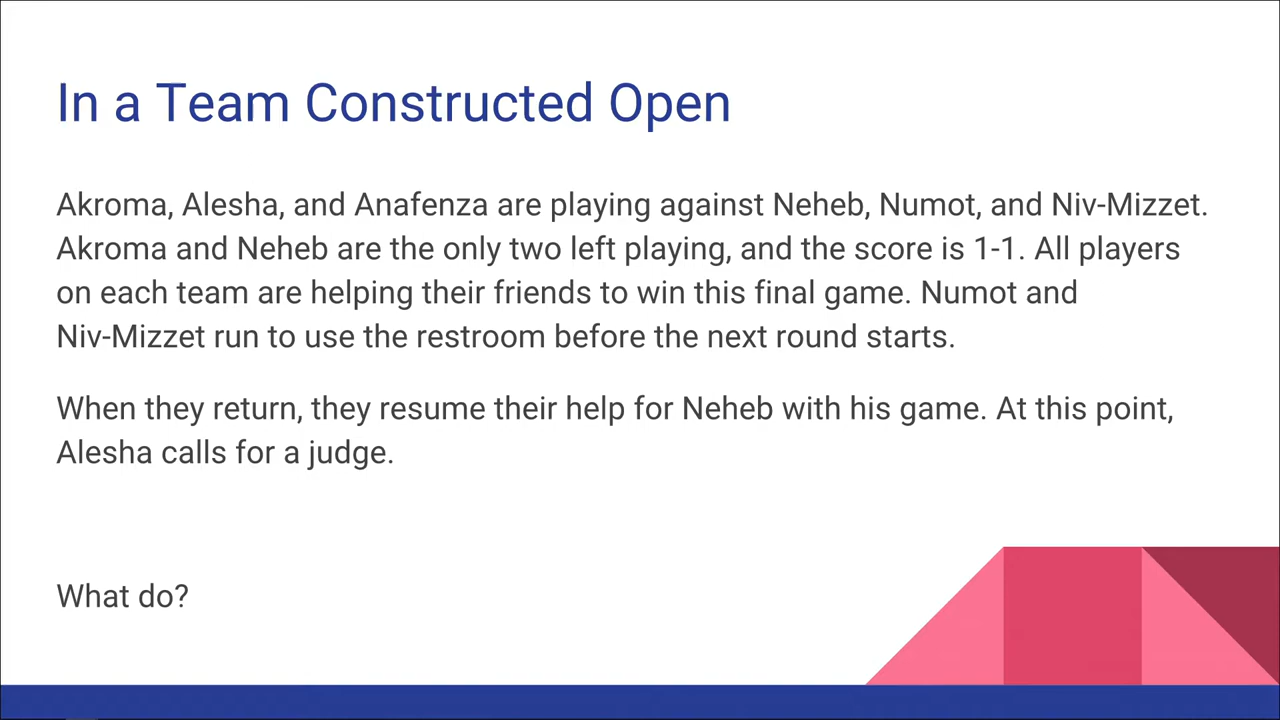 In a Team Constructed Open
Akroma, Alesha, and Anafenza are playing against Neheb, Numot, and Niv-Mizzet.
Akroma and Neheb are the only two left playing, and the score is 1-1. All players
on each team are helping their friends to win this final game. Numot and
Niv-Mizzet run to use the restroom before the next round starts.
When they return, they resume their help for Neheb with his game. At this point,
Alesha calls for a judge.
What do?